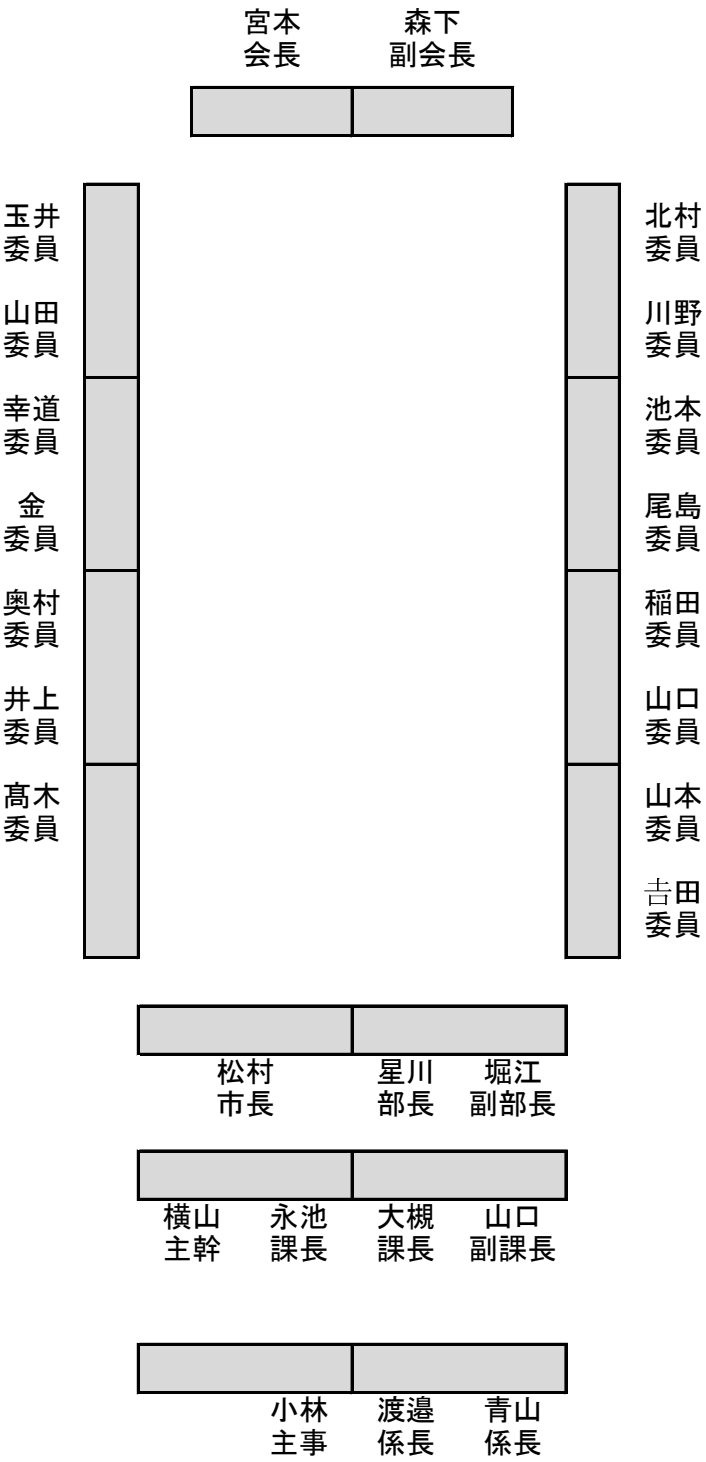 宮本
会長
森下
副会長
玉井
委員
山田
委員
幸道
委員
金
委員
奥村
委員
井上
委員
髙木
委員
北村
委員
川野
委員
池本
委員
尾島
委員
稲田
委員
山口
委員
山本
委員
𠮷田
委員
松村
市長
星川
部長
堀江
副部長
横山
主幹
永池
課長
大槻
課長
山口
副課長
小林
主事
渡邉
係長
青山
係長